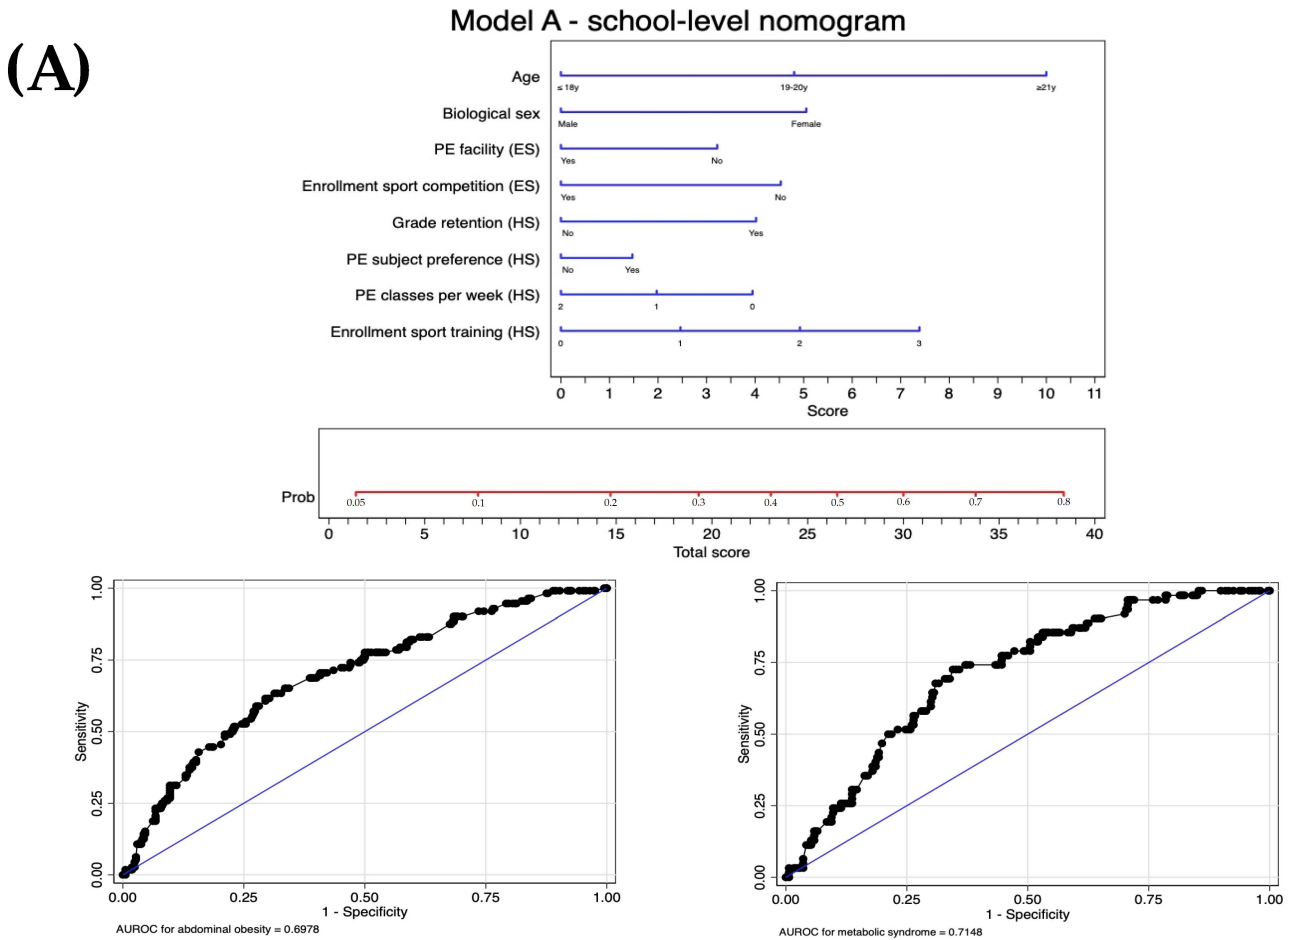 Model A - school-level nomogram
(A)
Age
≤ 18y 19-20y ≥21y
Biological sex
Male Female
PE facility (ES)
Yes No
Enrollment sport competition (ES)
Yes No
Grade retention (HS)
No Yes
PE subject preference (HS)
No Yes
PE classes per week (HS)
2 1 0
Enrollment sport training (HS)
0 1 2 3
0 1 2 3 4 5 6 7 8 9 10 11
Score
Prob
0.05 0.1 0.2 0.3 0.4 0.5 0.6 0.7 0.8
0 5 10 15 20 25 30 35 40
Total score
Sensitivity
1.00
0.75
0.50
0.25
0.00
0.00 0.25 0.50 0.75 1.00
1 - Specificity
AUROC for abdominal obesity = 0.6978
Sensitivity
1.00
0.75
0.50
0.25
0.00
0.00 0.25 0.50 0.75 1.00
1 - Specificity
AUROC for metabolic syndrome = 0.7148